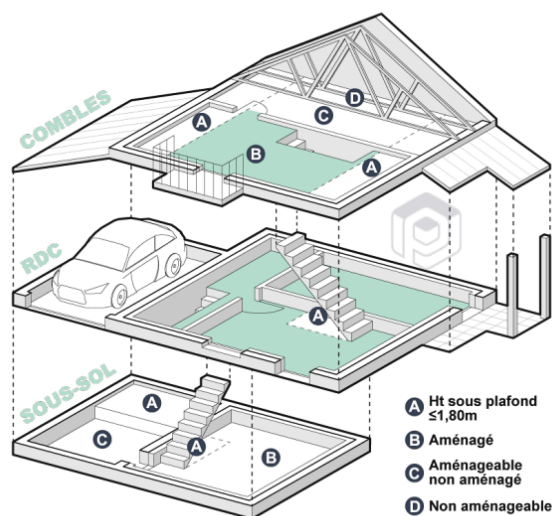 COMBLES
A
D
C
B
A
RDC
A
SOUS-SOL
A
C
A
B
A Ht sous plafond
≤1,80m
B Aménagé
C Aménageable
non aménagé
D Non aménageable